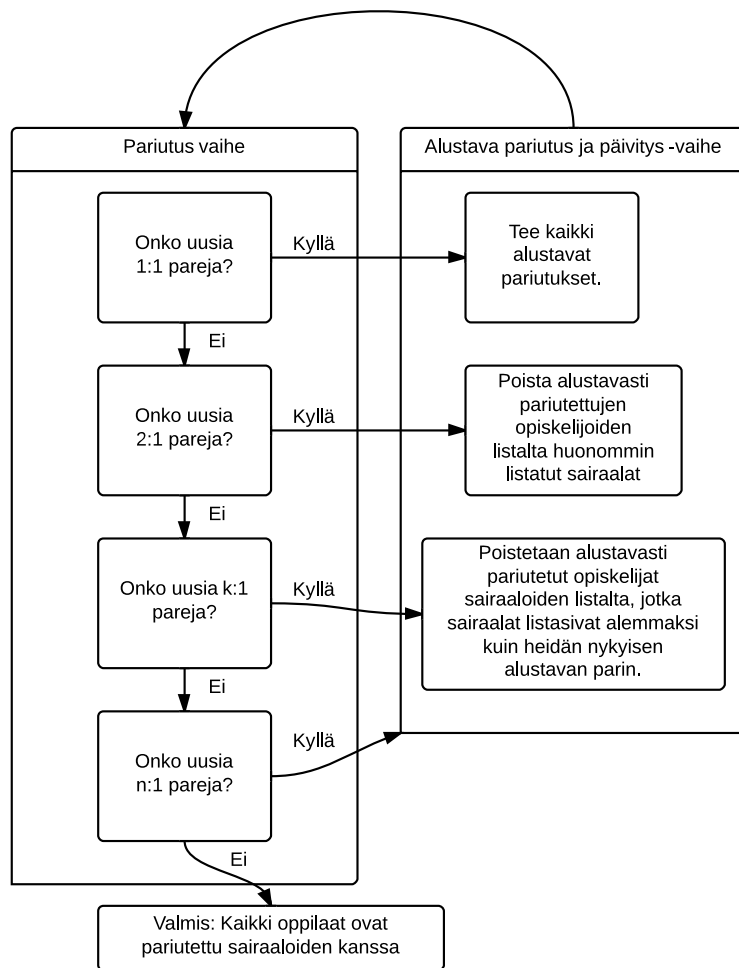 Pariutus vaihe
Alustava pariutus ja päivitys -vaihe
Onko uusia
1:1 pareja?
Kyllä
Tee kaikki
alustavat
pariutukset.
Ei
Onko uusia
2:1 pareja?
Kyllä
Poista alustavasti
pariutettujen
opiskelijoiden
listalta huonommin
listatut sairaalat
Ei
Onko uusia k:1
pareja?
Kyllä
Poistetaan alustavasti
pariutetut opiskelijat
sairaaloiden listalta, jotka
sairaalat listasivat alemmaksi
kuin heidän nykyisen
alustavan parin.
Ei
Onko uusia
n:1 pareja?
Kyllä
Ei
Valmis: Kaikki oppilaat ovat
pariutettu sairaaloiden kanssa